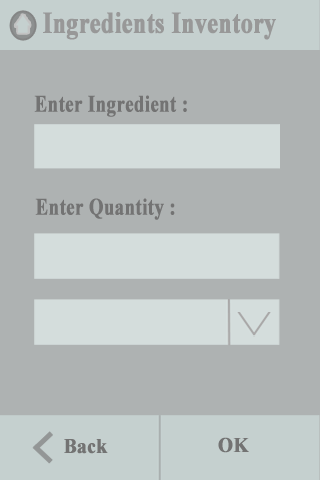 Ingredients Inventory
Enter Ingredient :
Enter Quantity :
Back
OK